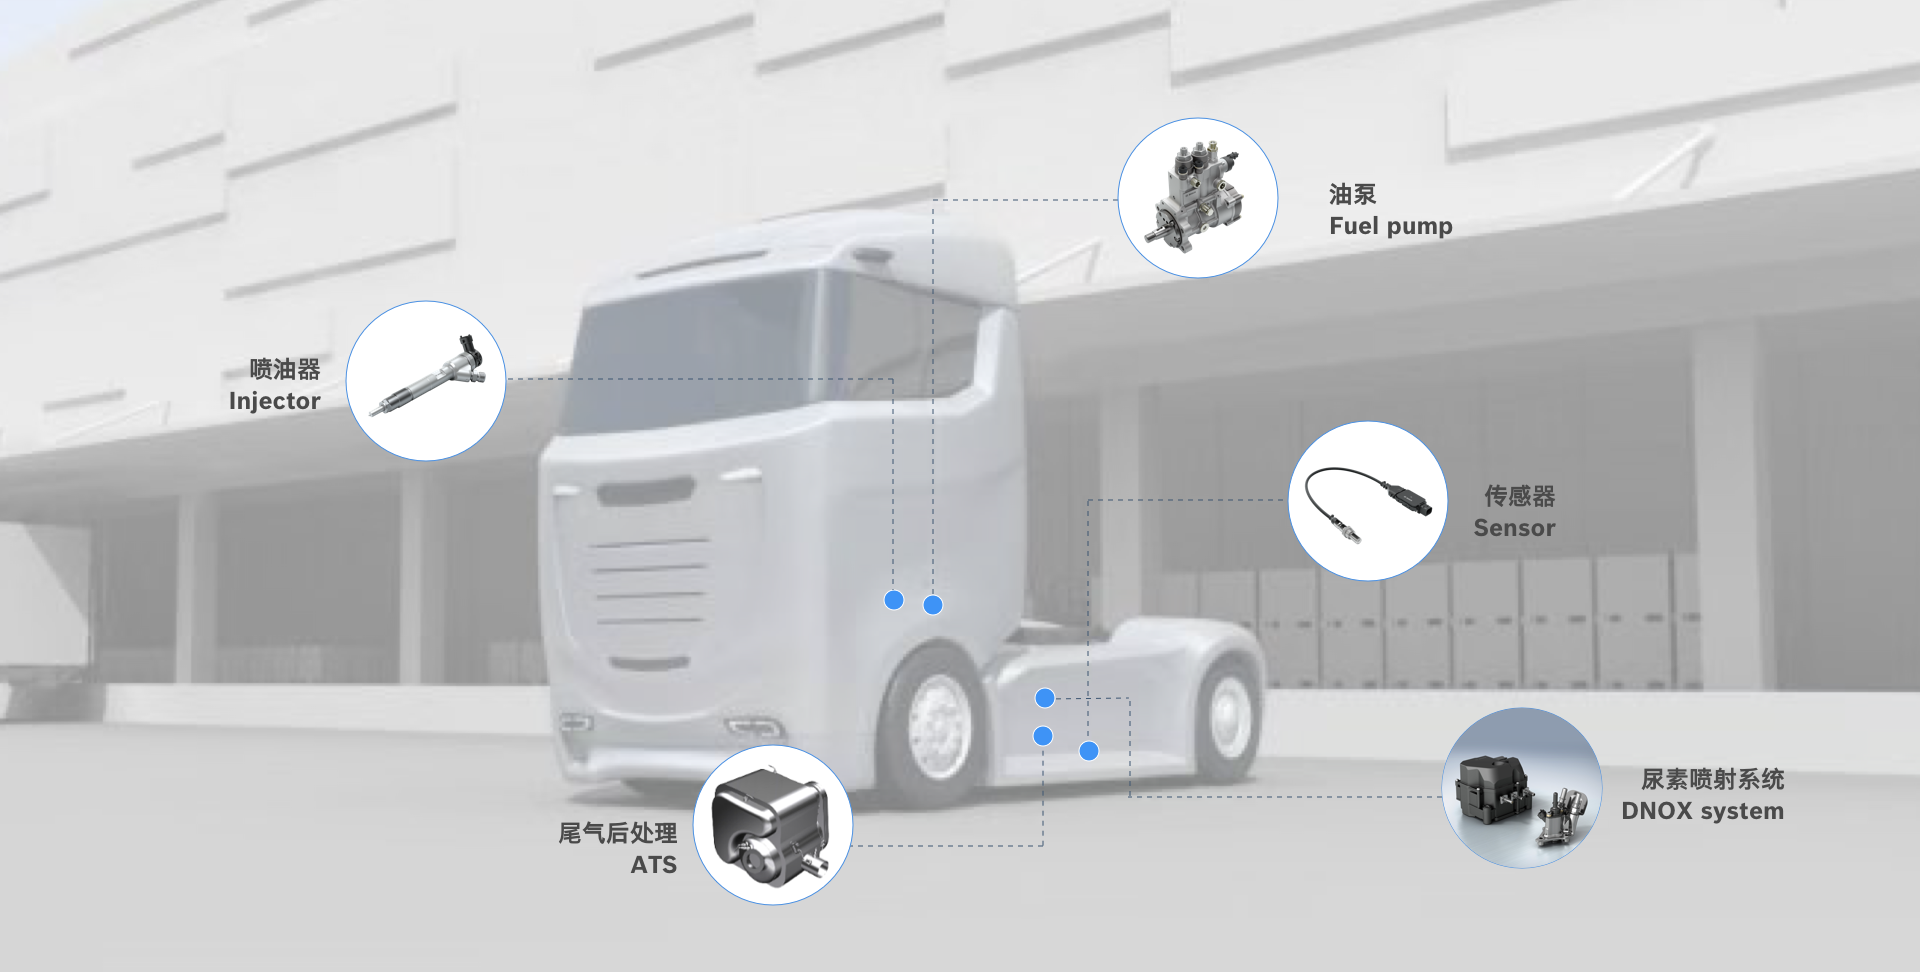 油泵
Fuel pump
喷油器
Injector
传感器
Sensor
尿素喷射系统
DNOX system
尾气后处理
ATS